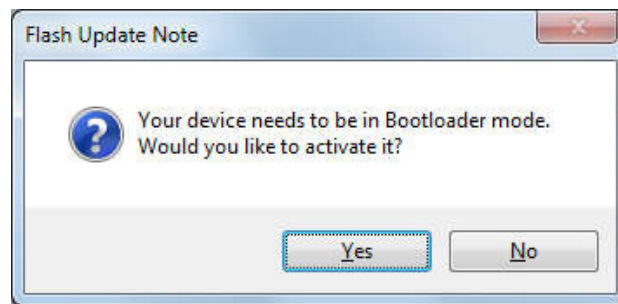 Flash Update Note
Your device needs to be in Bootloader mode.
Would you like to activate it?
Yes
No